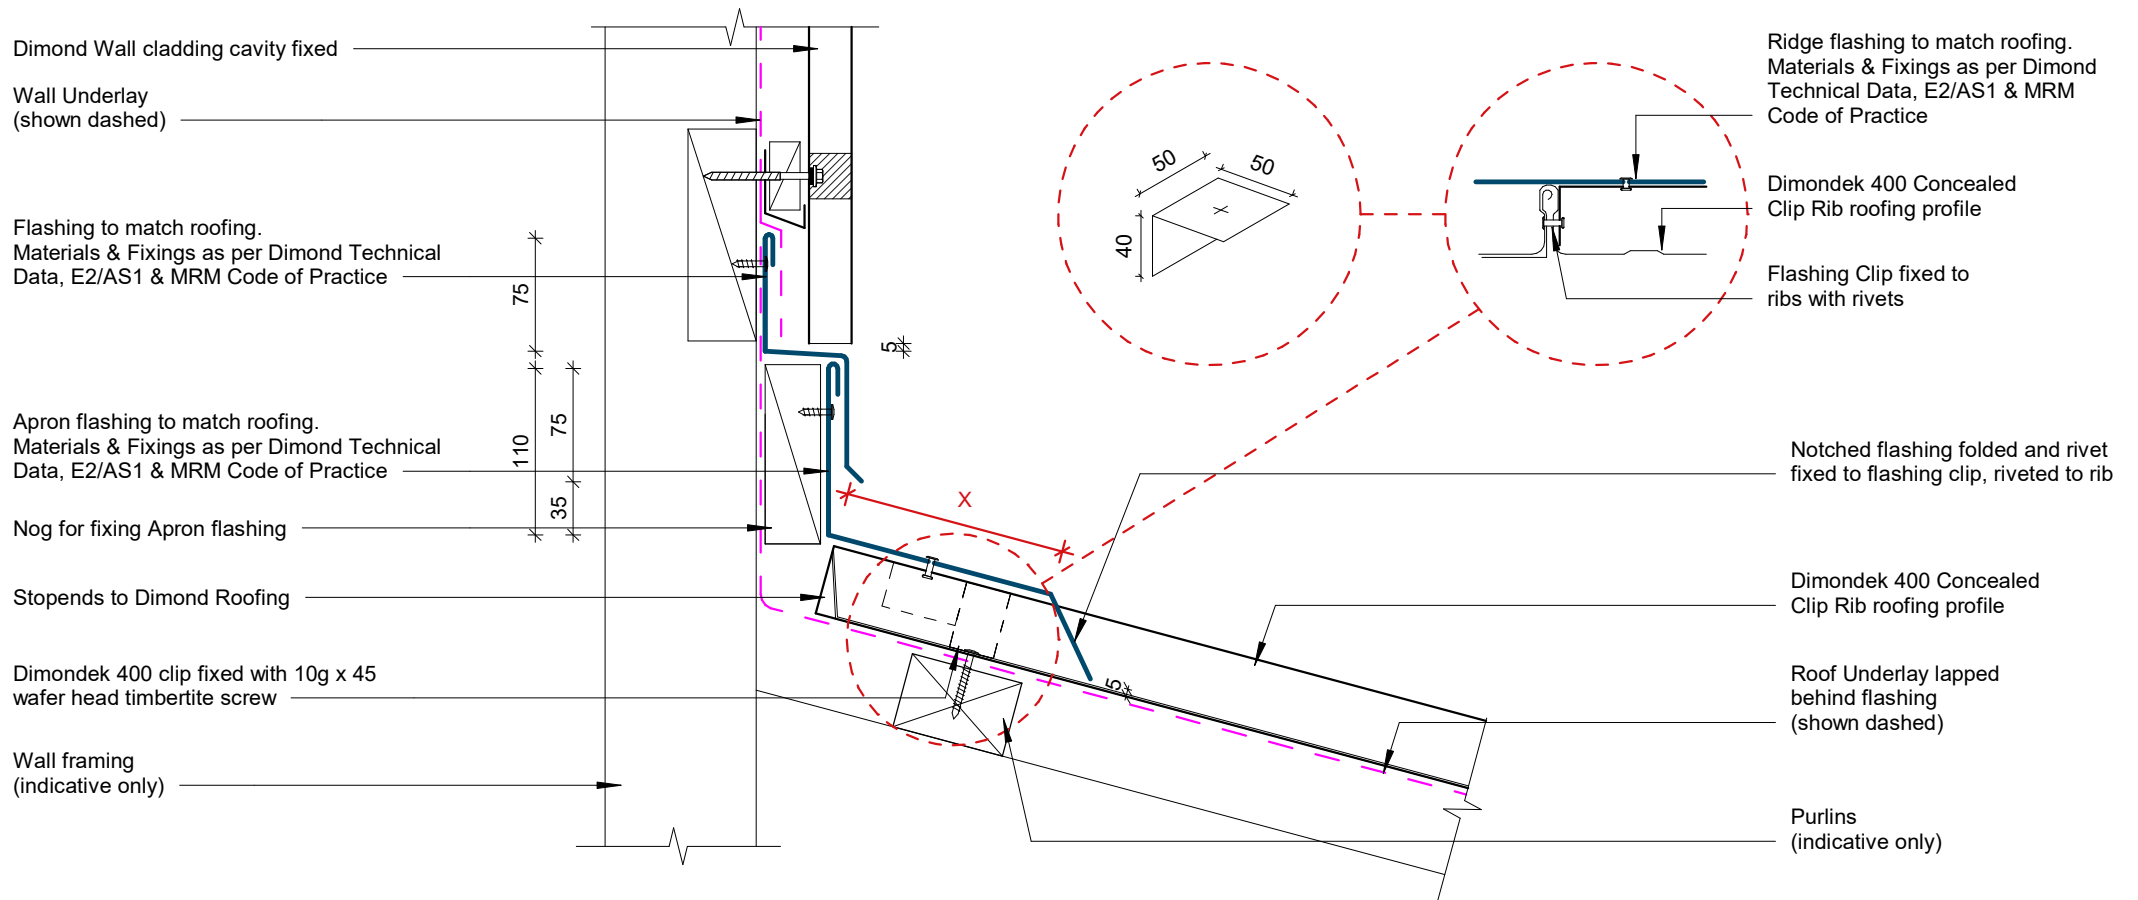 Dimond Wall cladding cavity fixed
Wall Underlay
(shown dashed)
Flashing to match roofing.
Materials & Fixings as per Dimond Technical
Data, E2/AS1 & MRM Code of Practice
Apron flashing to match roofing.
Materials & Fixings as per Dimond Technical
Data, E2/AS1 & MRM Code of Practice
Nog for fixing Apron flashing
Stopends to Dimond Roofing
Dimondek 400 clip fixed with 10g x 45
wafer head timbertite screw
Wall framing
(indicative only)
75
110
75
35
5
X
5
50
50
40
Ridge flashing to match roofing.
Materials & Fixings as per Dimond
Technical Data, E2/AS1 & MRM
Code of Practice
Dimondek 400 Concealed
Clip Rib roofing profile
Flashing Clip fixed to
ribs with rivets
Notched flashing folded and rivet
fixed to flashing clip, riveted to rib
Dimondek 400 Concealed
Clip Rib roofing profile
Roof Underlay lapped
behind flashing
(shown dashed)
Purlins
(indicative only)